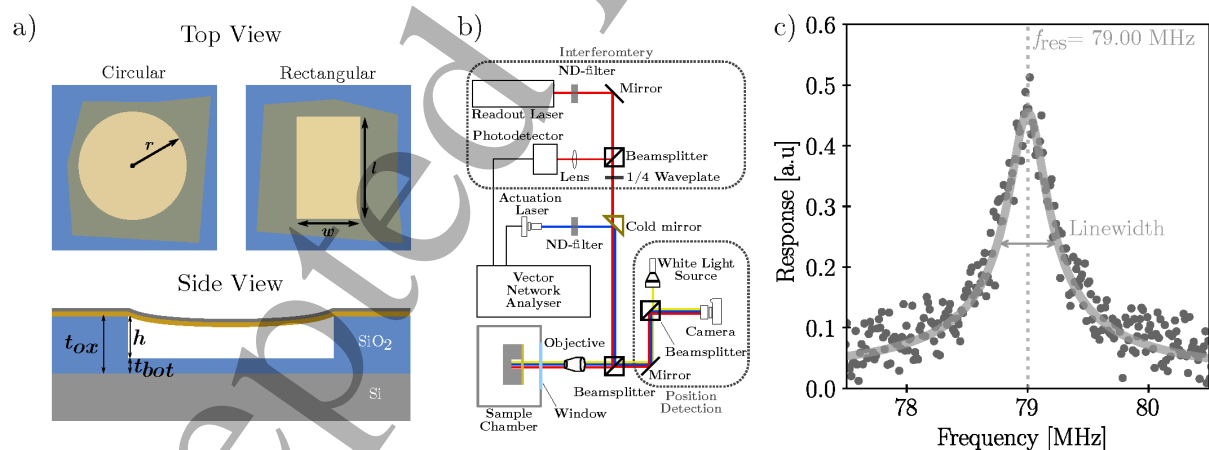 a)
Top View
Circular
Rectangular
r
l
w
Side View
t_ox
h
t_bot
SiO2
Si
b)
Interferomtery
ND-filter
Mirror
Readout Laser
Photodetector
Beamsplitter
Lens
1/4 Waveplate
Actuation
Laser
Cold mirror
ND-filter
White Light
Source
Vector
Network
Analyser
Camera
Objective
Beamsplitter
Mirror
Beamsplitter
Window
Sample
Chamber
Position
Detection
c)
0.6
0.5
0.4
0.3
0.2
0.1
0.0
Response [a.u]
f_res= 79.00 MHz
Linewidth
78
79
80
Frequency [MHz]